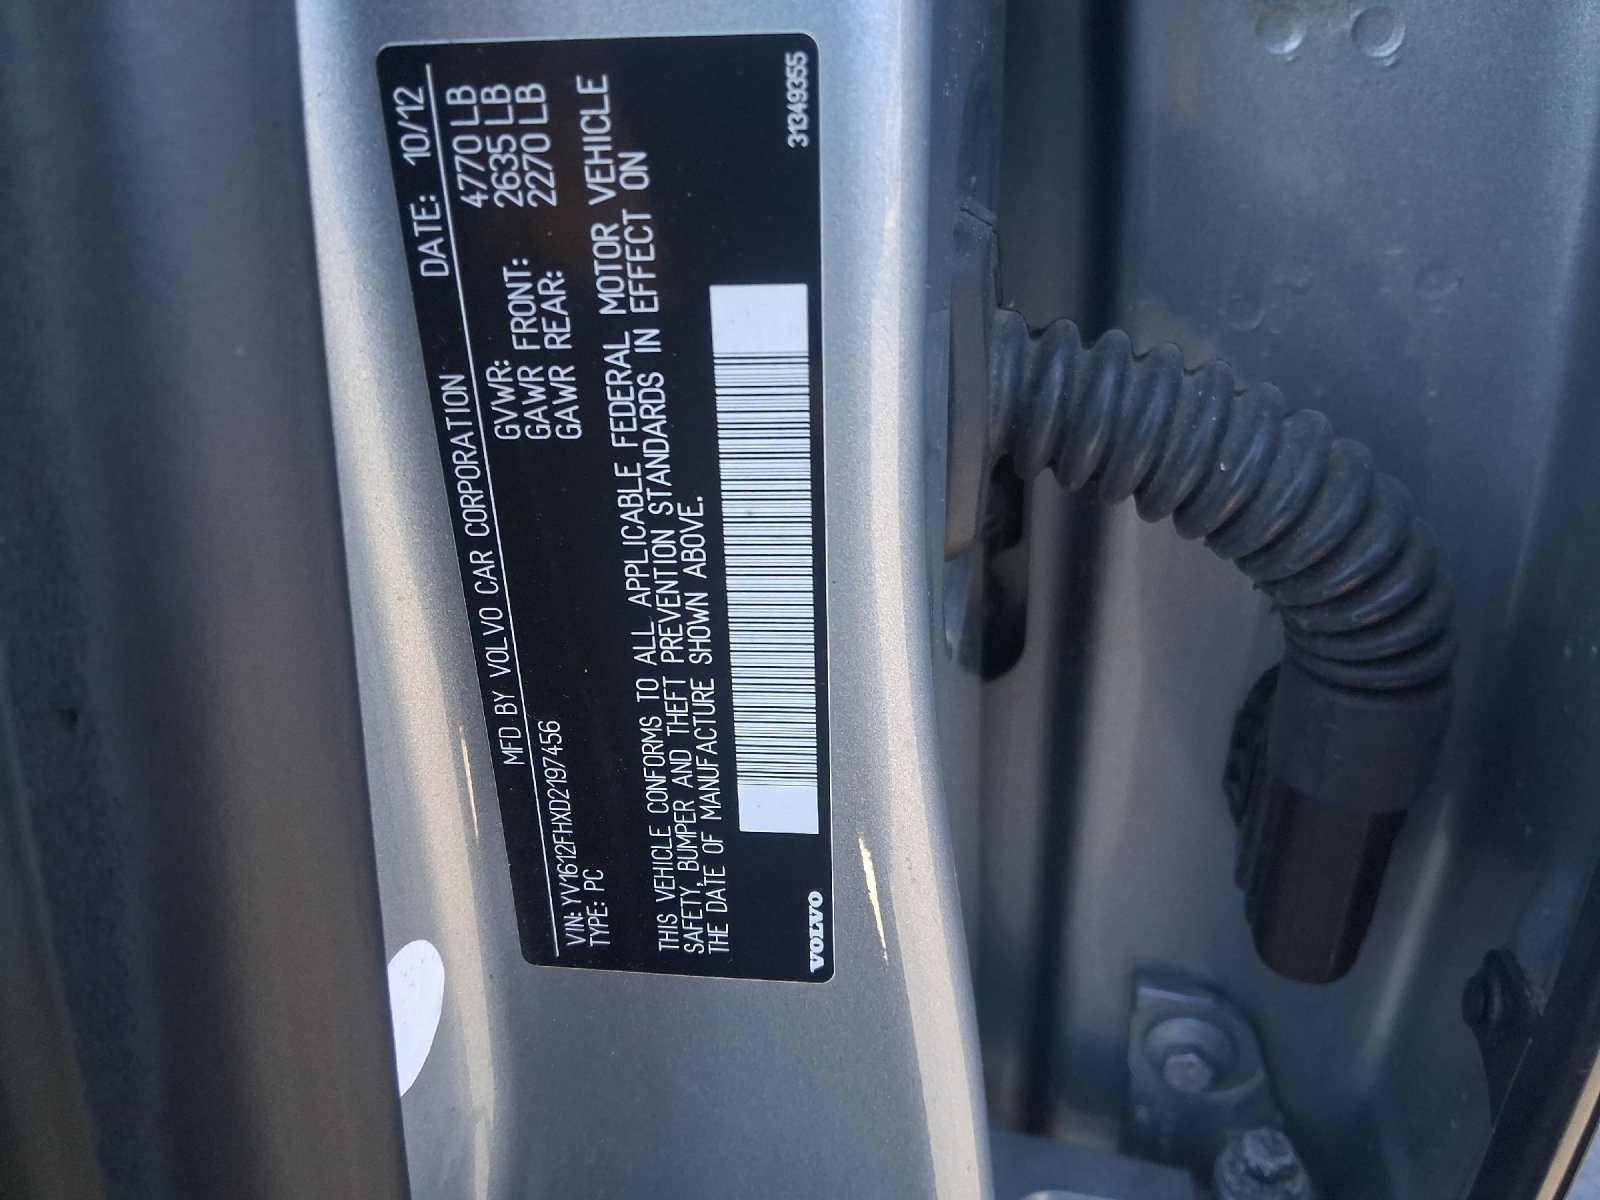 MFD BY VOLVO CAR CORPORATION DATE: 10/12
VIN: YV1612FHXD2197456 GVWR: 4770 LB
TYPE: PC GAWR FRONT: 2635 LB
GAWR REAR: 2270 LB
THIS VEHICLE CONFORMS TO ALL APPLICABLE FEDERAL MOTOR VEHICLE
SAFETY, BUMPER AND THEFT PREVENTION STANDARDS IN EFFECT ON
THE DATE OF MANUFACTURE SHOWN ABOVE.
VOLVO 31349355